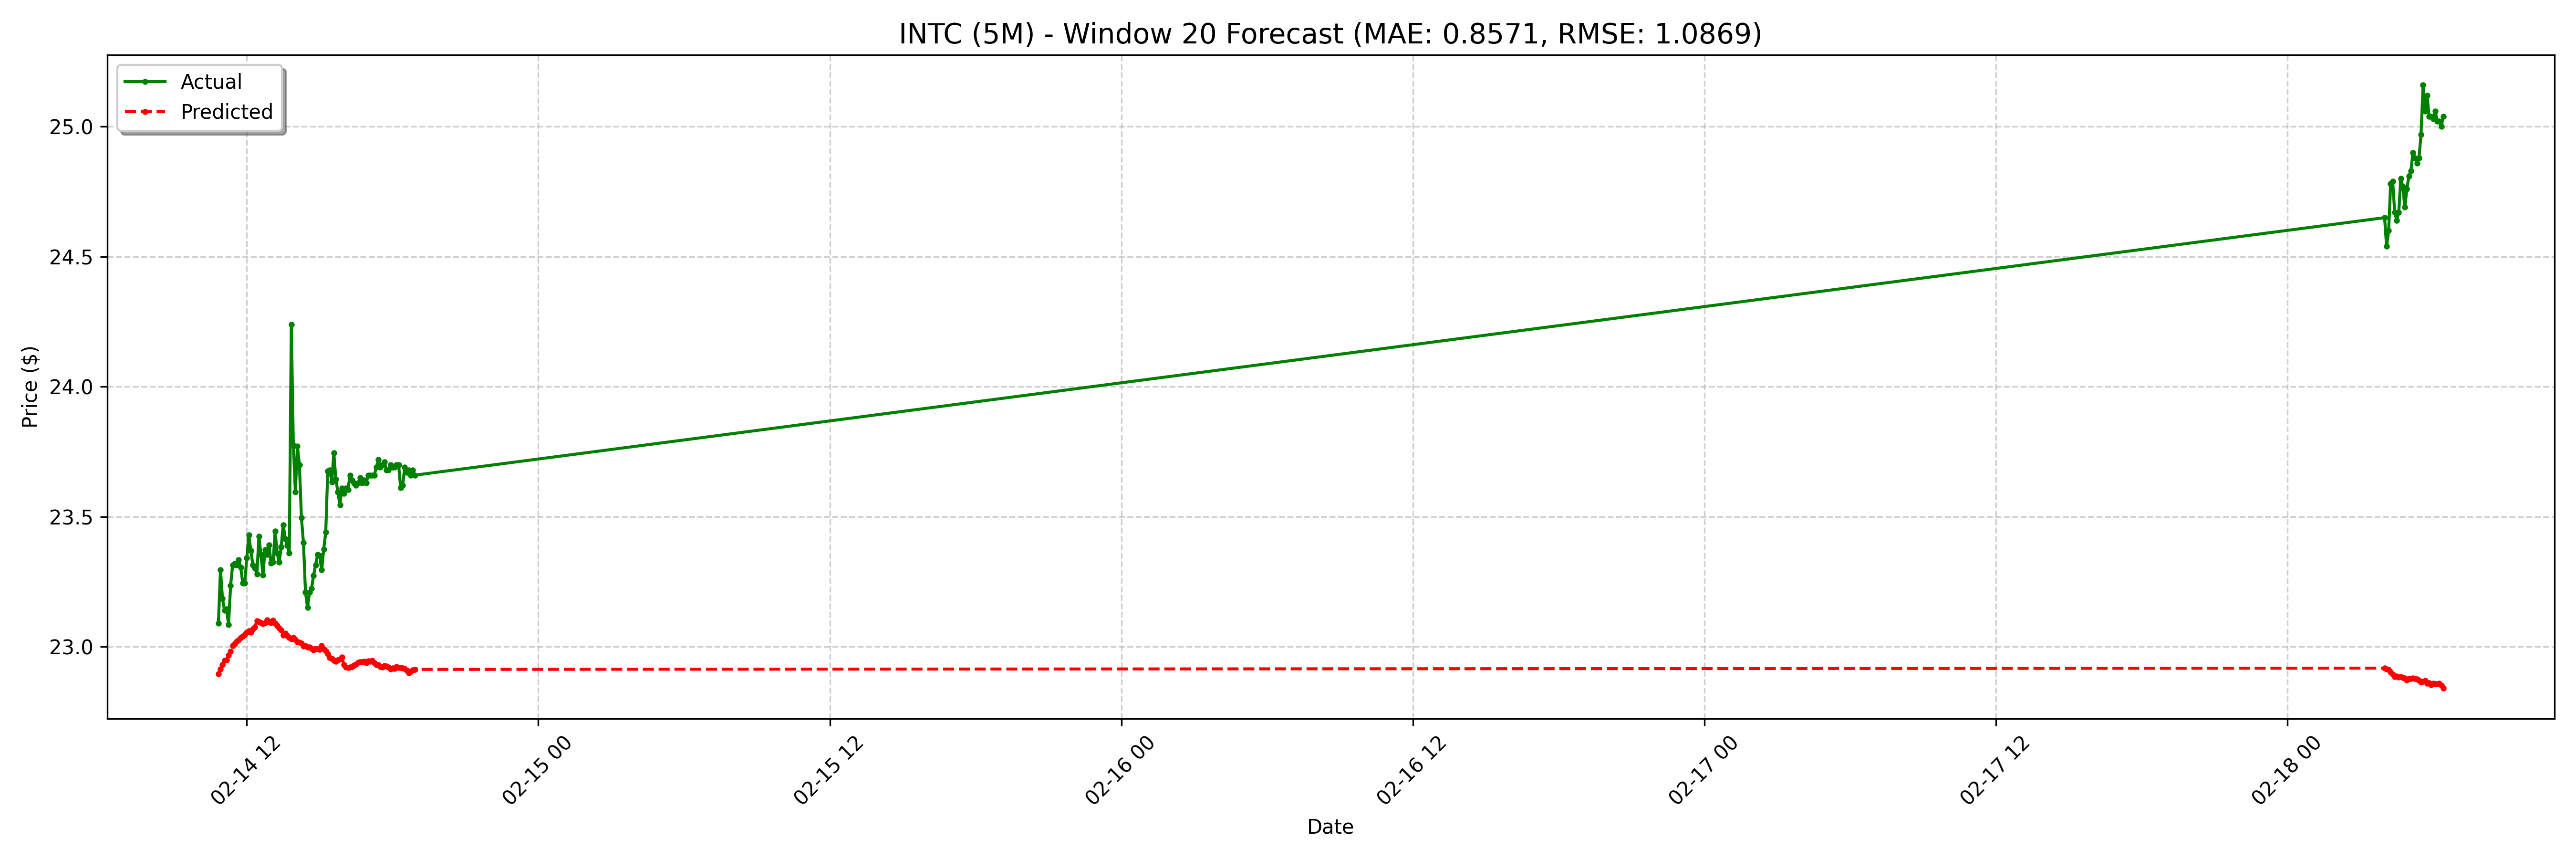 INTC (5M) - Window 20 Forecast (MAE: 0.8571, RMSE: 1.0869)
Actual
Predicted
Price ($)
25.0
24.5
24.0
23.5
23.0
02-14 12
02-15 00
02-15 12
02-16 00
02-16 12
02-17 00
02-17 12
02-18 00
Date